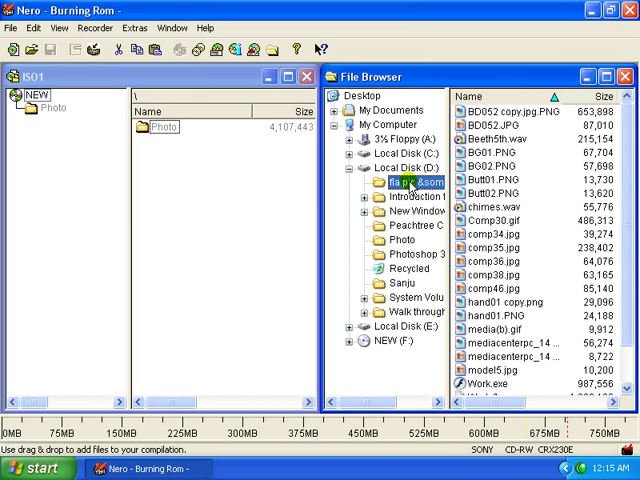 Nero - Burning Rom -
File Edit View Recorder Extras Window Help
ISO1
NEW
Photo
\
Name Size
Photo 4,107,443
File Browser
Desktop
My Documents
My Computer
3½ Floppy (A:)
Local Disk (C:)
Local Disk (D:)
&som
Introduction
New Window
Peachtree C
Photo
Photoshop 3
Recycled
Sanju
System Volu
Walk through
Local Disk (E:)
NEW (F:)
Name Size
BD052 copy.jpg.PNG 653,898
BD052.JPG 87,010
Beeth5th.wav 215,154
BG01.PNG 70,213
BG02.PNG 57,698
Butt01.PNG 13,730
Butt02.PNG 13,620
chimes.wav 55,776
Comp30.gif 486,313
comp34.jpg 39,274
comp35.jpg 238,402
comp36.jpg 64,076
comp38.jpg 63,165
comp46.jpg 85,140
hand01 copy.png 29,096
hand01.PNG 24,188
media(b).gif 9,912
mediacenterpc_14 ... 56,274
mediacenterpc_14 ... 8,722
model5.jpg 10,200
Work.exe 987,556
0MB 75MB 150MB 225MB 300MB 375MB 450MB 525MB 600MB 675MB 750MB
Use drag & drop to add files to your compilation. SONY CD-RW CRX230E
start Nero - Burning Rom - 12:15 AM